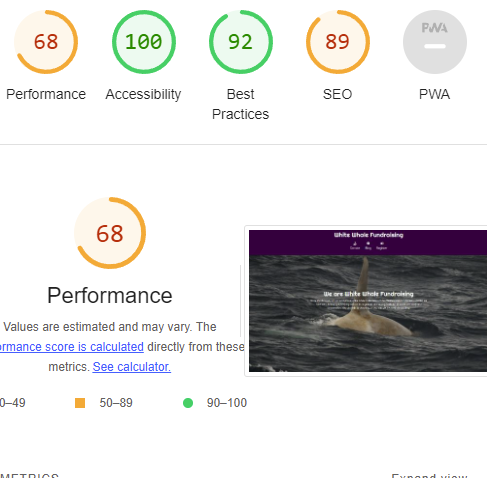 68
100
92
89
PWA
Performance
Accessibility
Best
Practices
SEO
PWA
68
Performance
Values are estimated and may vary. The
ormance score is calculated directly from these
metrics. See calculator.
0–49
50–89
90–100
White Whale Fundraising
We are White Whale Fundraising
METRICS
Expand view